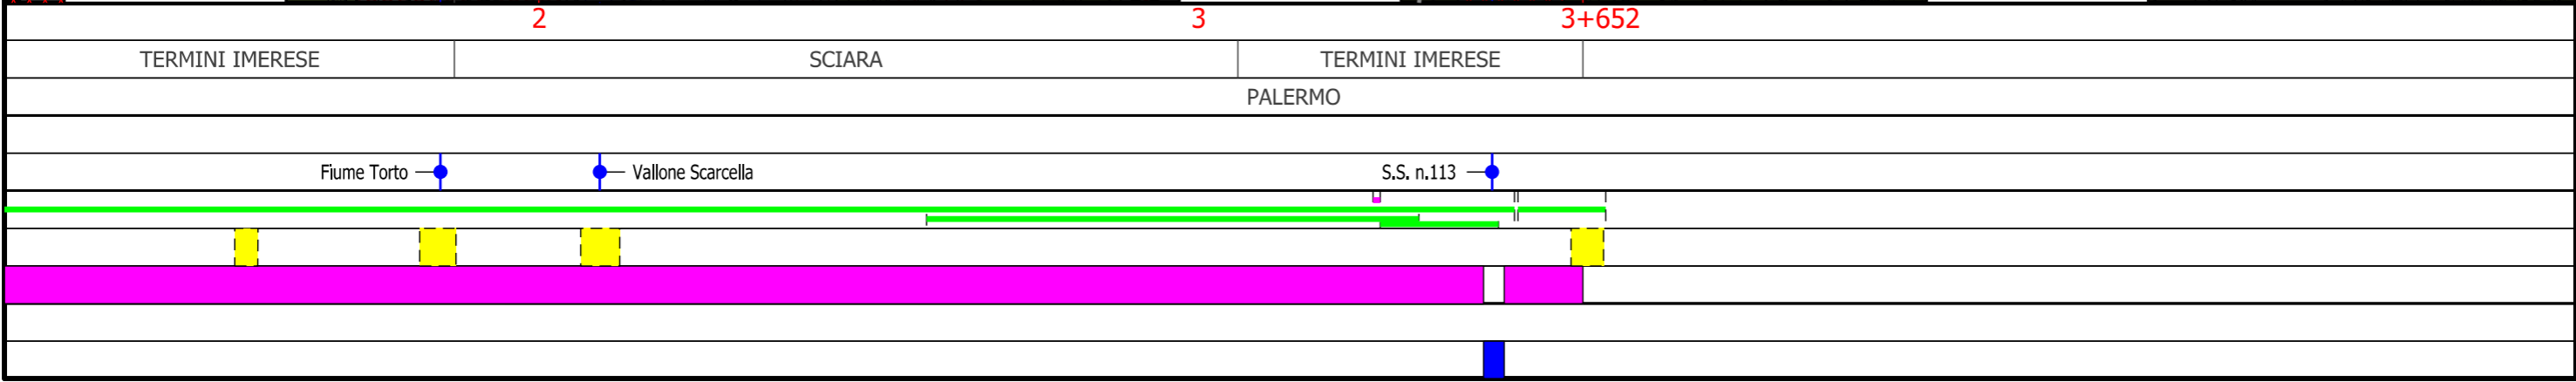 2 3 3+652
TERMINI IMERESE SCIARA TERMINI IMERESE
PALERMO
Fiume Torto Vallone Scarcella S.S. n.113